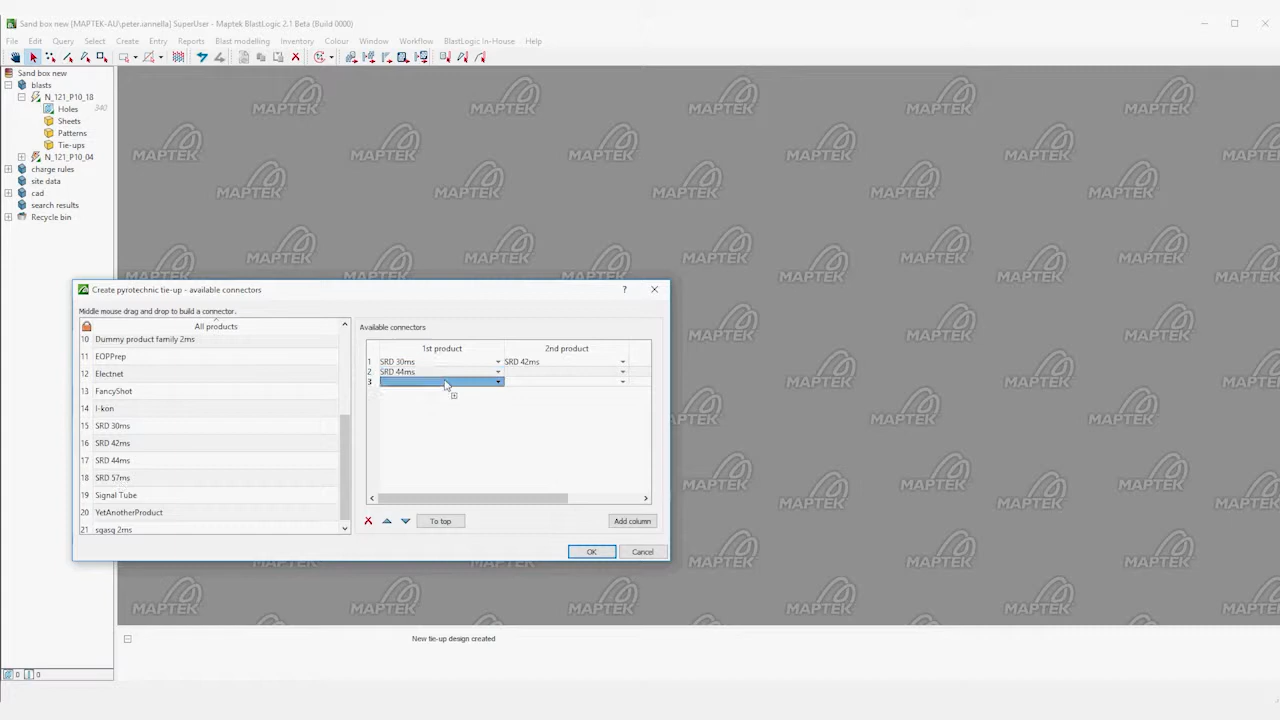 Sand box new [MAPTEK-AU\peter.iannella] SuperUser - Maptek BlastLogic 2.1 Beta (Build 0000)
File Edit Query Select Create Entry Reports Blast modelling Inventory Colour Window Workflow BlastLogic In-House Help
Sand box new
blasts
N_121_P10_18
Holes 340
Sheets
Patterns
Tie-ups
N_121_P10_04
charge rules
site data
cad
search results
Recycle bin
MAPTEK
Create pyrotechnic tie-up - available connectors
Middle mouse drag and drop to build a connector.
All products
10 Dummy product family 2ms
11 EOPPrep
12 Electnet
13 FancyShot
14 I-kon
15 SRD 30ms
16 SRD 42ms
17 SRD 44ms
18 SRD 57ms
19 Signal Tube
20 YetAnotherProduct
21 sgasg 2ms
Available connectors
1st product 2nd product
1 SRD 30ms SRD 42ms
2 SRD 44ms
3
To top Add column
OK Cancel
New tie-up design created
0 0